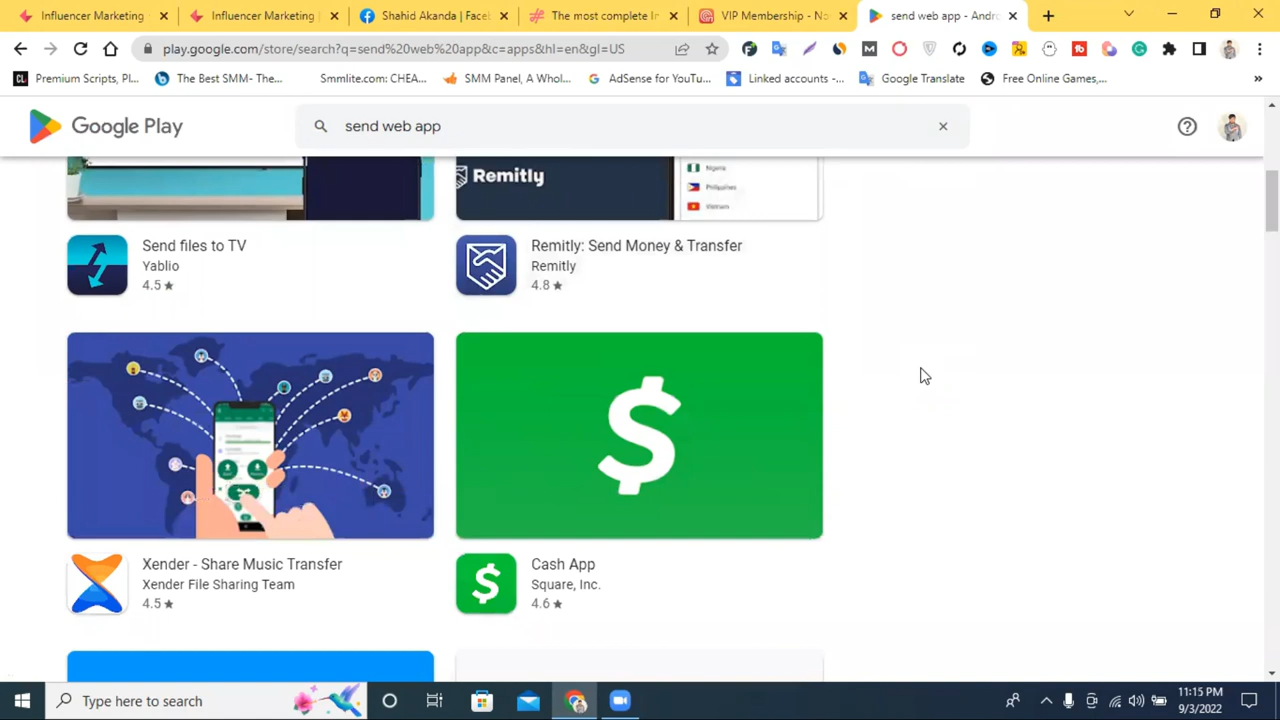 Influencer Marketing
Influencer Marketing
Shahid Akanda | Facel
The most complete In
VIP Membership - No
send web app - Andro
play.google.com/store/search?q=send%20web%20app&c=apps&hl=en&gl=US
Premium Scripts, Pl...
The Best SMM- The...
Smmlite.com: CHEA...
SMM Panel, A Whol...
AdSense for YouTu...
Linked accounts -...
Google Translate
Free Online Games,...
Google Play
send web app
Remitly
Nigeria
Philippines
Vietnam
Send files to TV
Yablio
4.5★
Remitly: Send Money & Transfer
Remitly
4.8★
$
Xender - Share Music Transfer
Xender File Sharing Team
4.5★
$
Cash App
Square, Inc.
4.6★
Type here to search
11:15 PM
9/3/2022